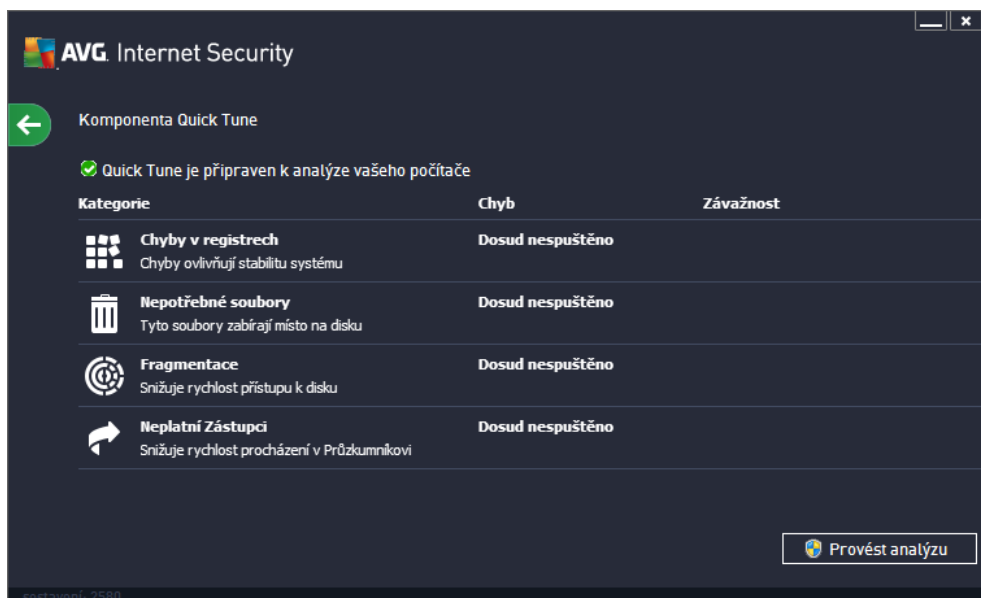 AVG. Internet Security
Komponenta Quick Tune
Quick Tune je připraven k analýze vašeho počítače
Kategorie Chyb Závažnost
Chyby v registrech Dosud nespuštěno
Chyby ovlivňují stabilitu systému
Nepotřebné soubory Dosud nespuštěno
Tyto soubory zabírají místo na disku
Fragmentace Dosud nespuštěno
Snižuje rychlost přístupu k disku
Neplatní Zástupci Dosud nespuštěno
Snižuje rychlost procházení v Průzkumníkovi
Provést analýzu
sestavení: 2580